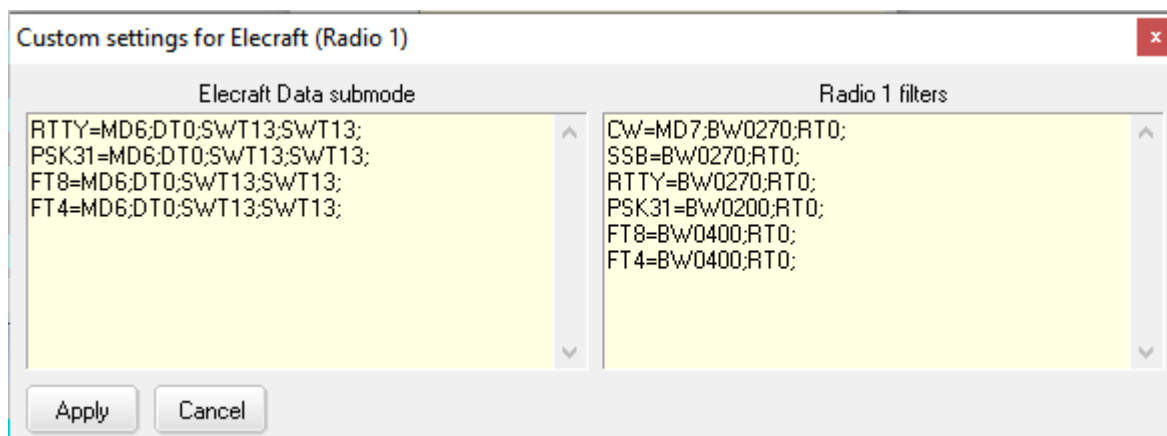 Custom settings for Elecraft (Radio 1)
x
Elecraft Data submode
RTTY=MD6;DT0;SWT13;SWT13;
PSK31=MD6;DT0;SWT13;SWT13;
FT8=MD6;DT0;SWT13;SWT13;
FT4=MD6;DT0;SWT13;SWT13;
Radio 1 filters
CW=MD7;BW0270;RT0;
SSB=BW0270;RT0;
RTTY=BW0270;RT0;
PSK31=BW0200;RT0;
FT8=BW0400;RT0;
FT4=BW0400;RT0;
Apply
Cancel